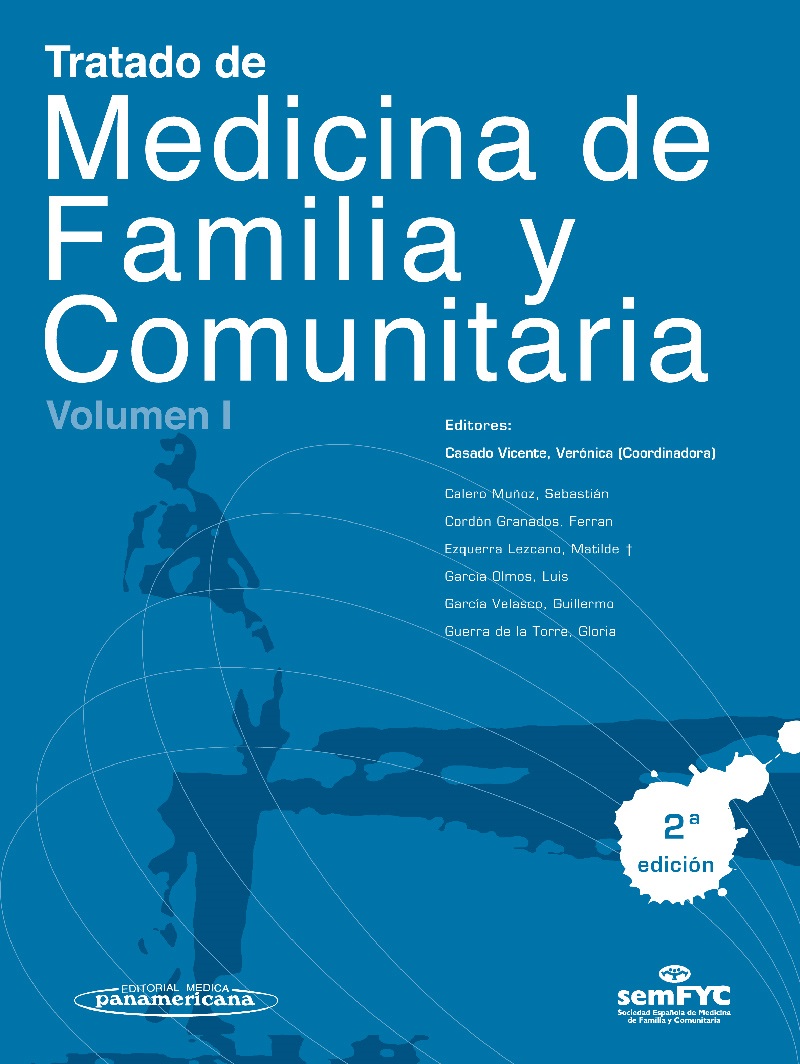 Tratado de
Medicina de
Familia y
Comunitaria
Volumen I
Editores:
Casado Vicente, Verónica (Coordinadora)
Calero Muñoz, Sebastián
Cordón Granados, Ferran
Ezquerra Lezcano, Matilde †
García Olmos, Luis
García Velasco, Guillermo
Guerra de la Torre, Gloria
2ª
edición
EDITORIAL MEDICA
panamericana
semFYC
Sociedad Española de Medicina
de Familia y Comunitaria